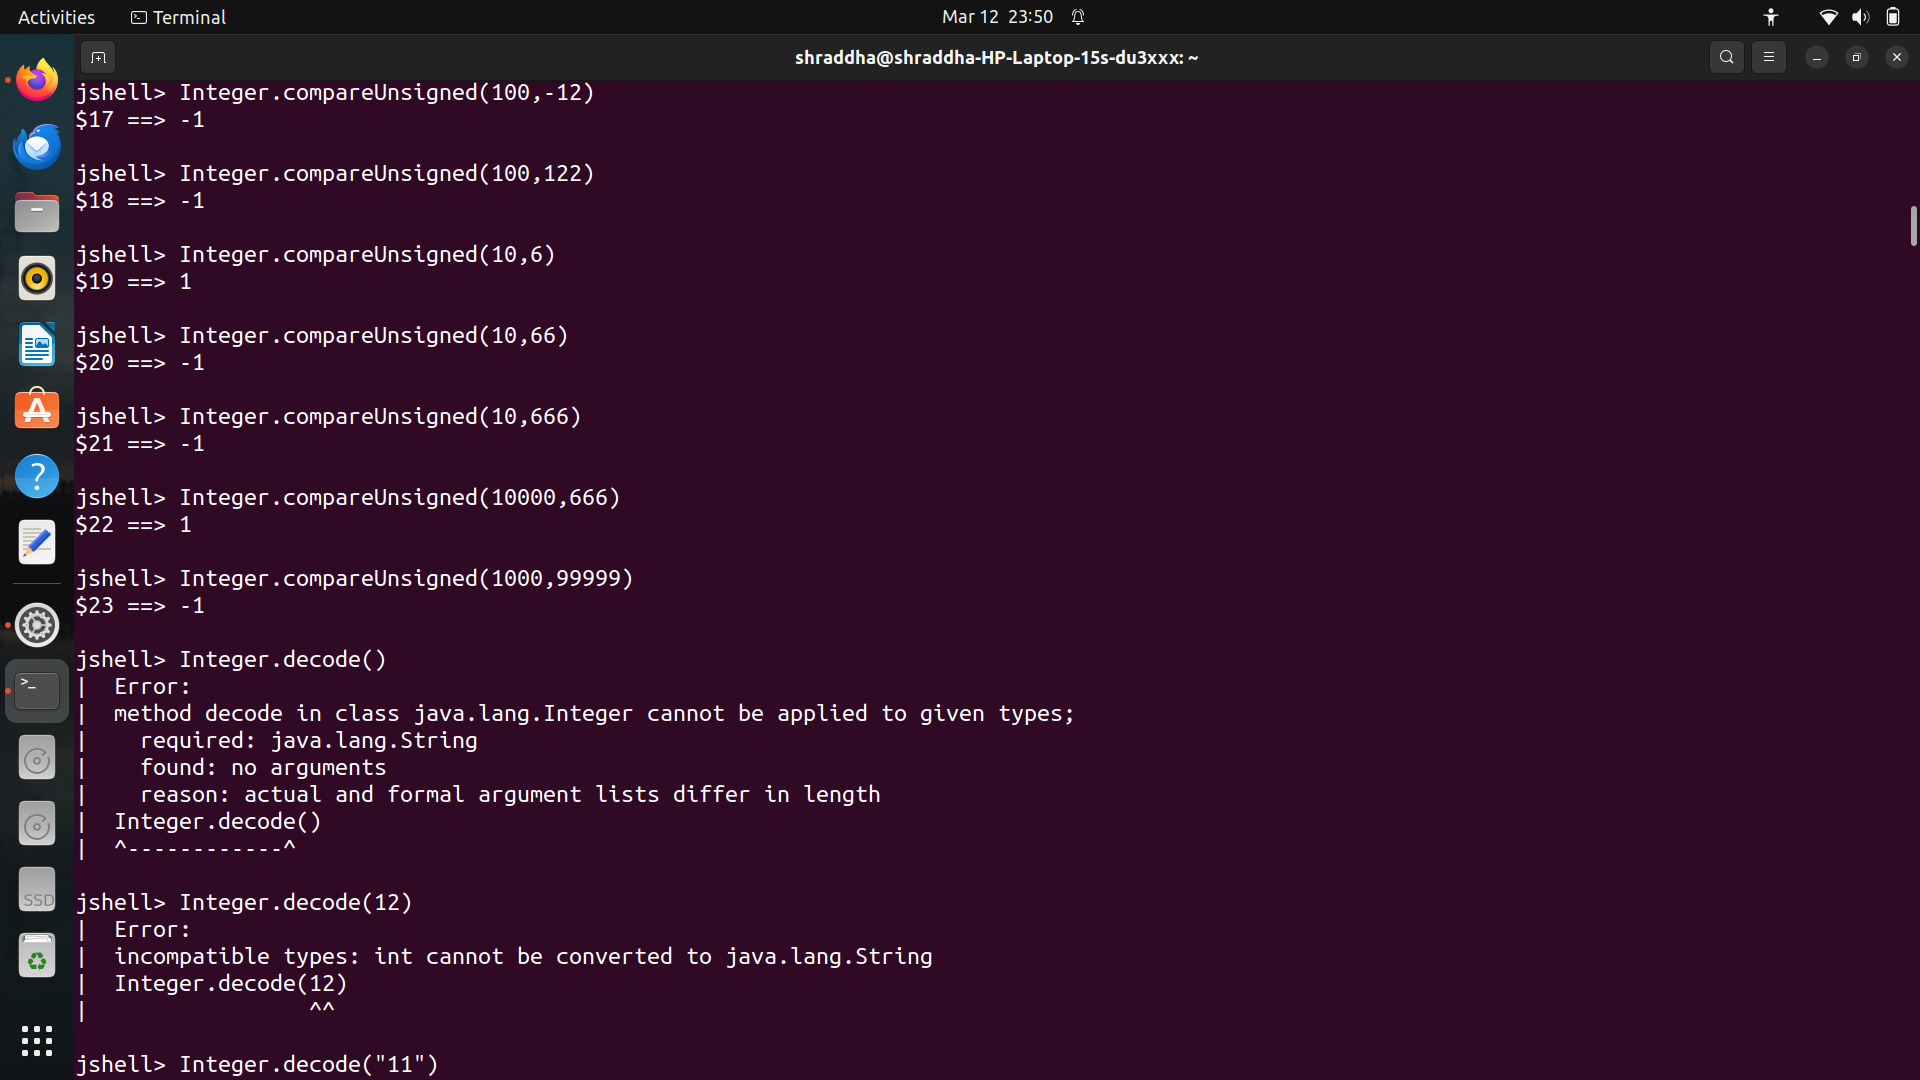 Activities
Terminal
Mar 12 23:50
shraddha@shraddha-HP-Laptop-15s-du3xxx: ~
jshell> Integer.compareUnsigned(100,-12)
$17 ==> -1
jshell> Integer.compareUnsigned(100,122)
$18 ==> -1
jshell> Integer.compareUnsigned(10,6)
$19 ==> 1
jshell> Integer.compareUnsigned(10,66)
$20 ==> -1
jshell> Integer.compareUnsigned(10,666)
$21 ==> -1
jshell> Integer.compareUnsigned(10000,666)
$22 ==> 1
jshell> Integer.compareUnsigned(1000,99999)
$23 ==> -1
jshell> Integer.decode()
|  Error:
|  method decode in class java.lang.Integer cannot be applied to given types;
|    required: java.lang.String
|    found: no arguments
|    reason: actual and formal argument lists differ in length
|  Integer.decode()
|  ^------------^
jshell> Integer.decode(12)
|  Error:
|  incompatible types: int cannot be converted to java.lang.String
|  Integer.decode(12)
|                 ^^
jshell> Integer.decode("11")
SSD